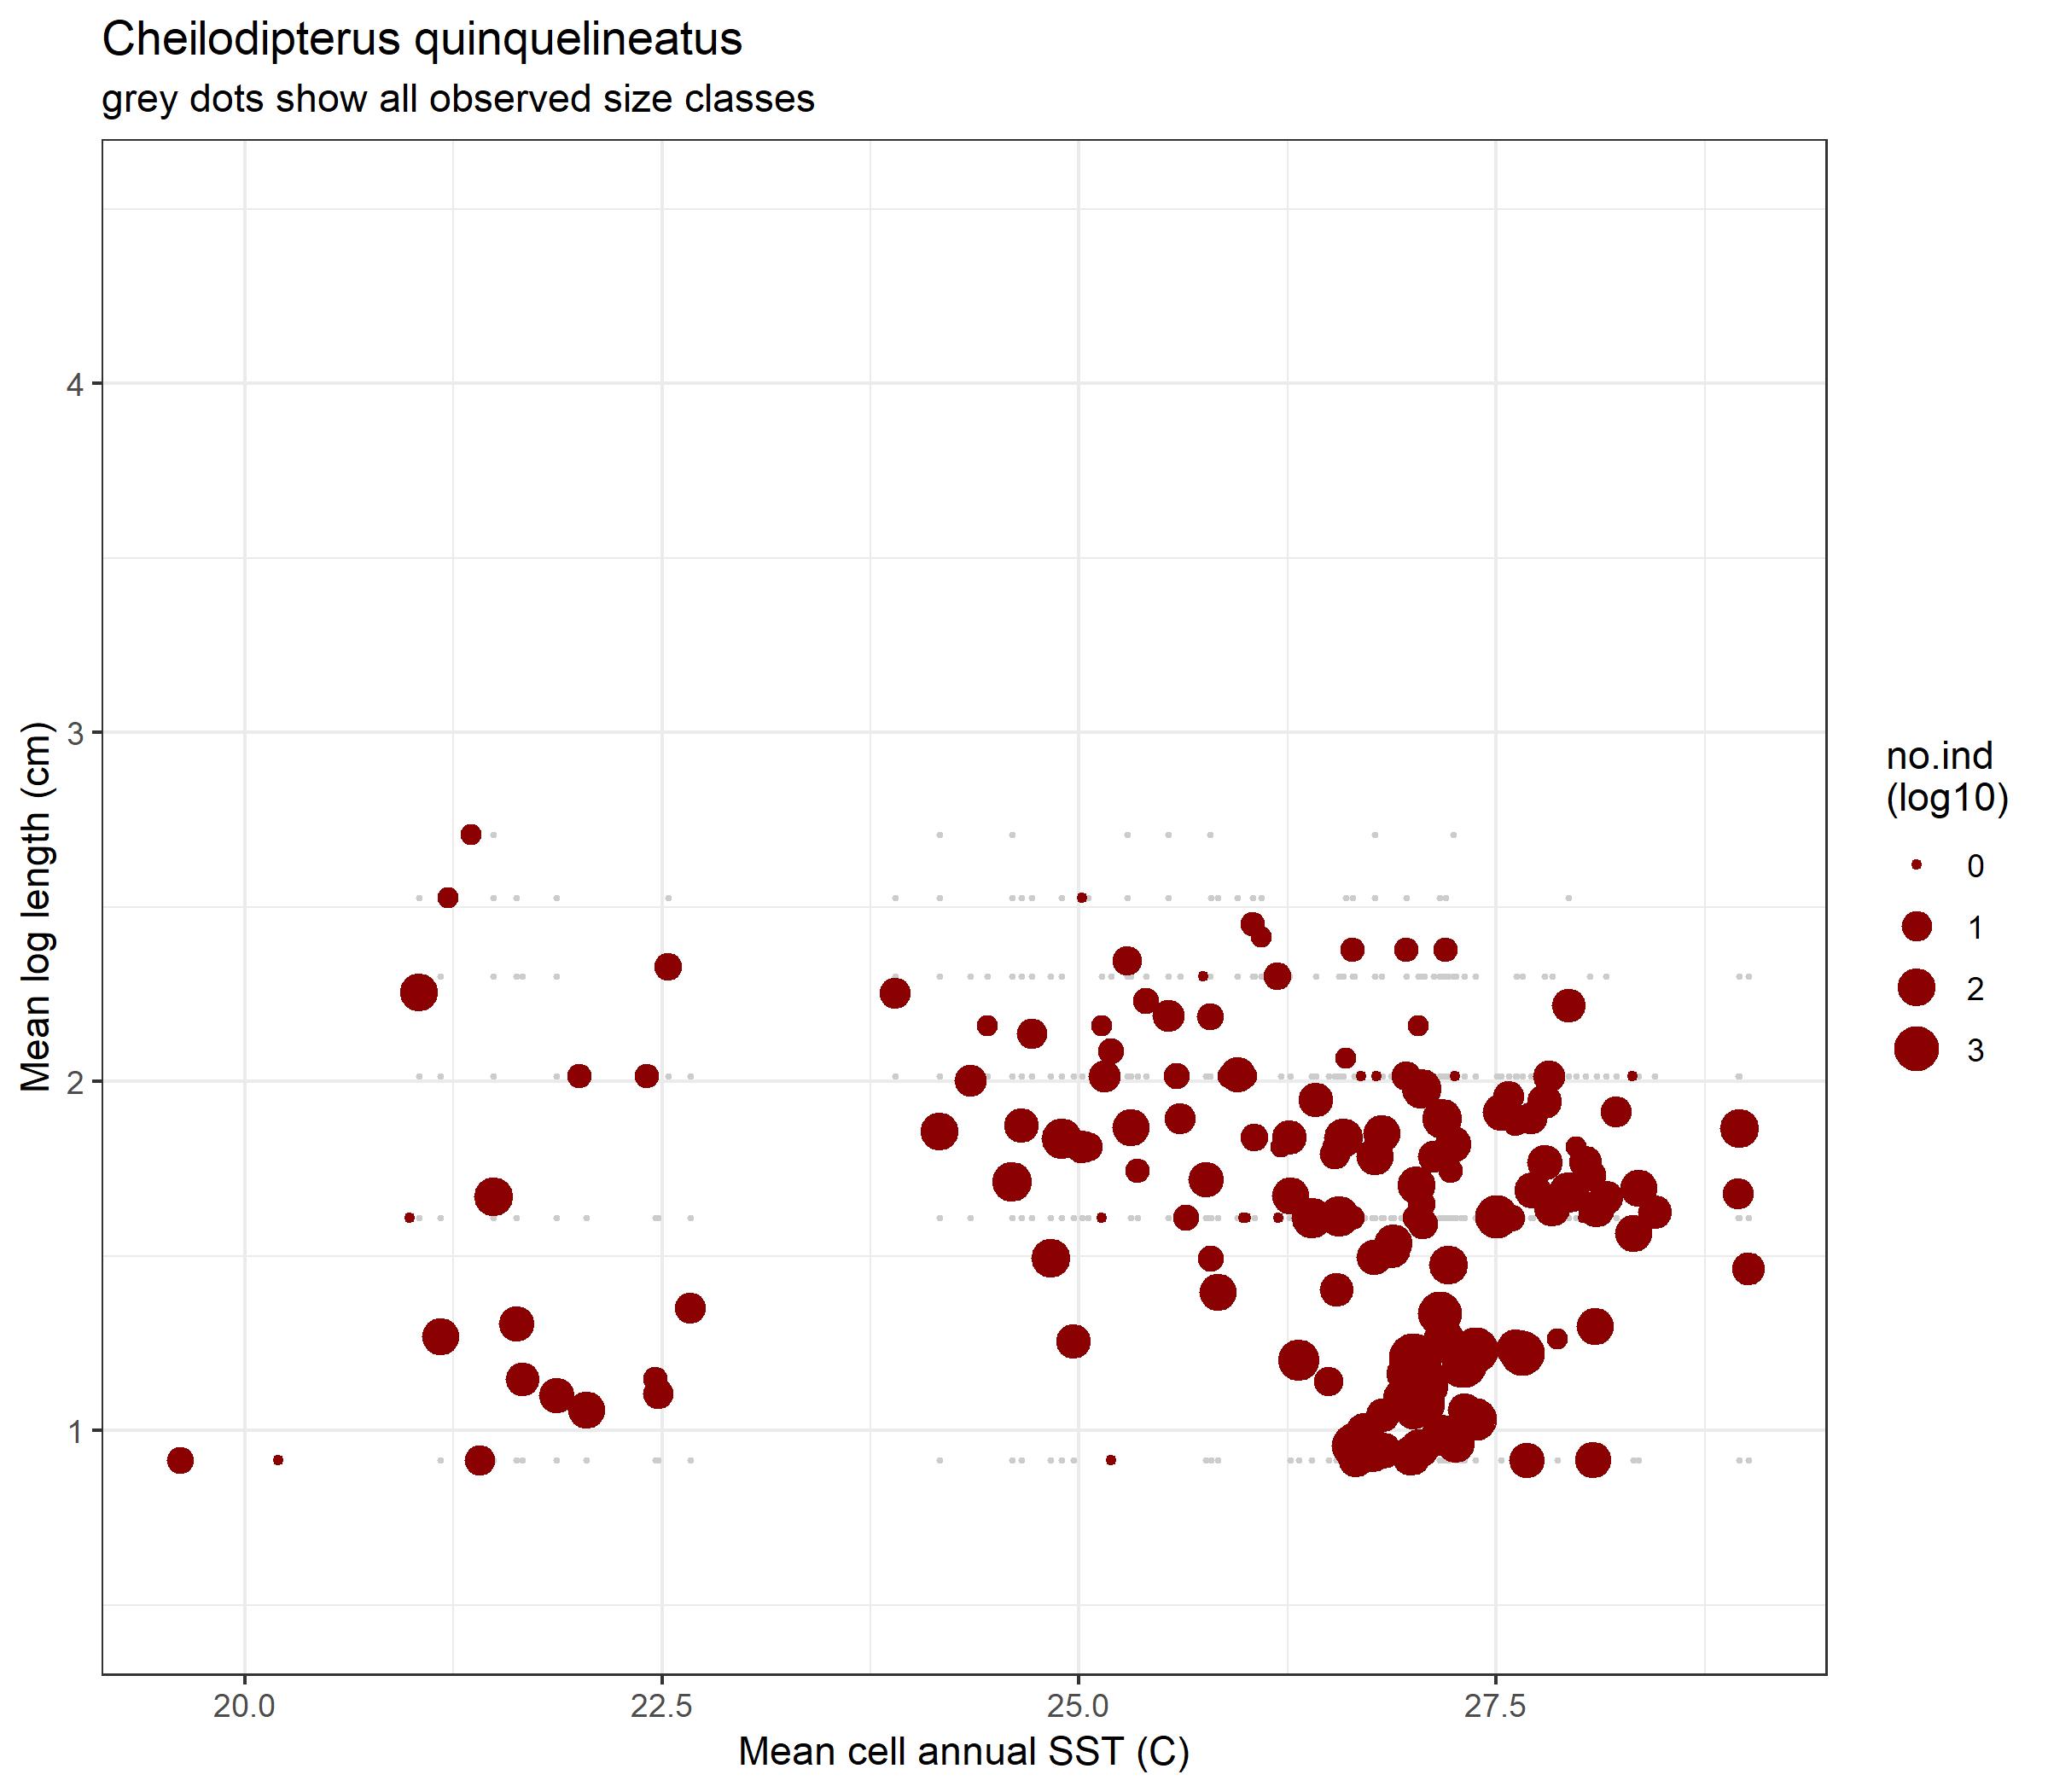 Cheilodipterus quinquelineatus
grey dots show all observed size classes
Mean log length (cm)
4
3
2
1
20.0
22.5
25.0
27.5
Mean cell annual SST (C)
no.ind
(log10)
0
1
2
3